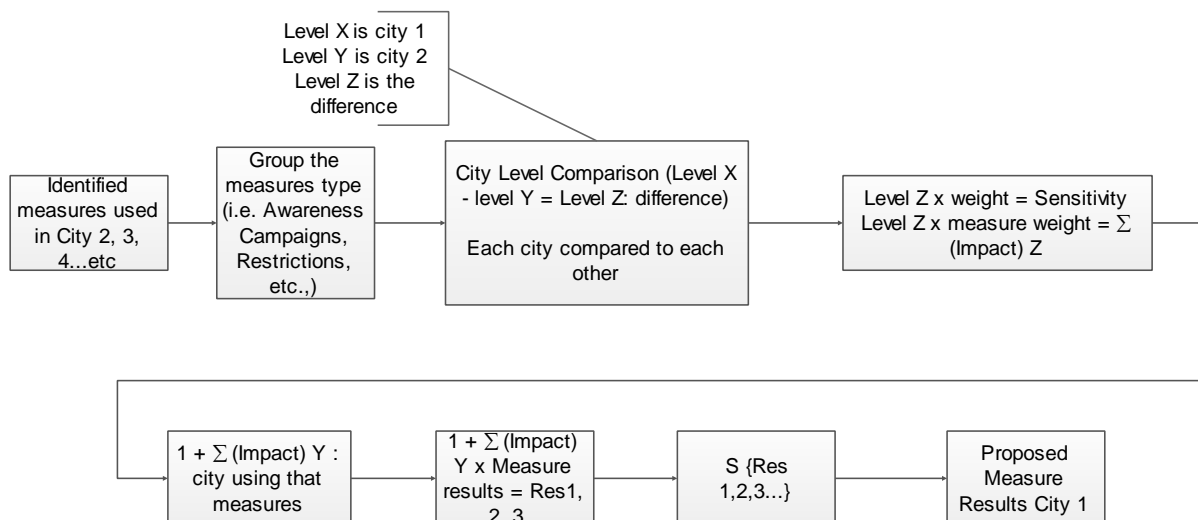 Level X is city 1
Level Y is city 2
Level Z is the
difference
Identified
measures used
in City 2, 3,
4...etc
Group the
measures type
(i.e. Awareness
Campaigns,
Restrictions,
etc.,)
City Level Comparison (Level X
- level Y = Level Z: difference)
Each city compared to each
other
Level Z x weight = Sensitivity
Level Z x measure weight = ∑
(Impact) Z
1 + ∑ (Impact) Y :
city using that
measures
1 + ∑ (Impact)
Y x Measure
results = Res1,
2, 3
S {Res
1,2,3...}
Proposed
Measure
Results City 1